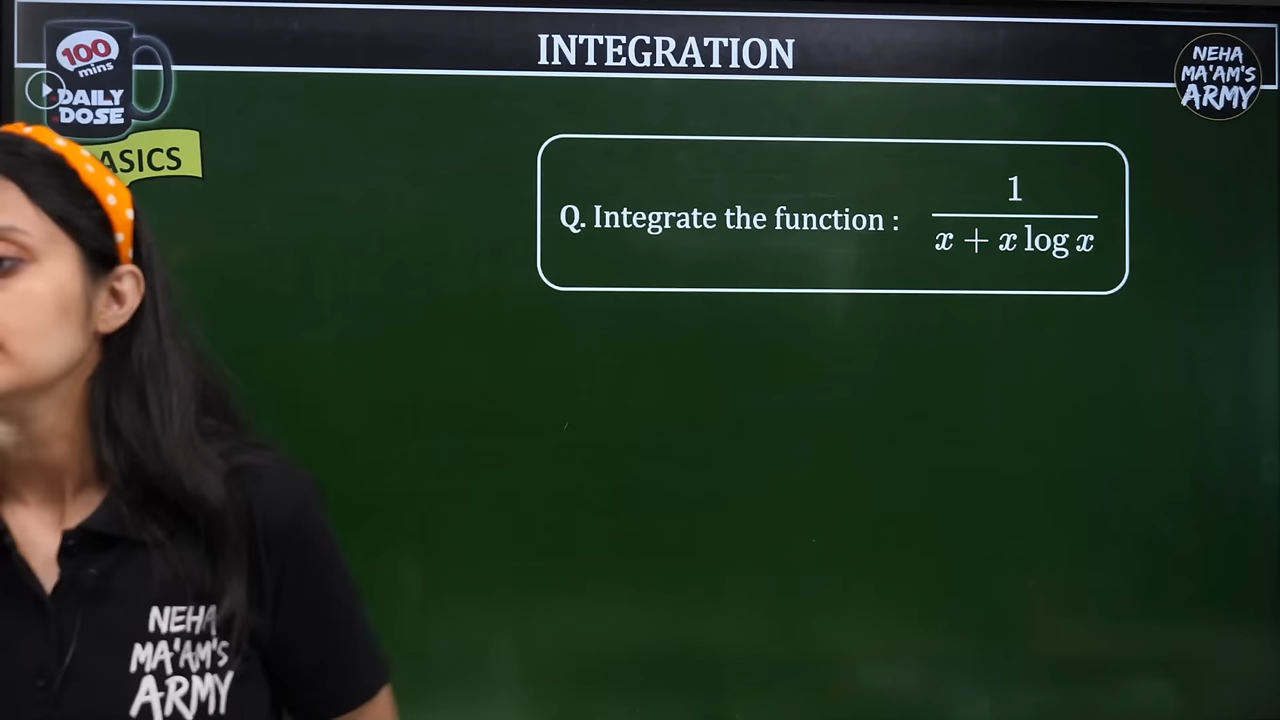 INTEGRATION
100
mins
DAILY
DOSE
ASICS
NEHA
MA'AM'S
ARMY
Q. Integrate the function : 1 / (x + x log x)
NEHA
MA'AM'S
ARMY